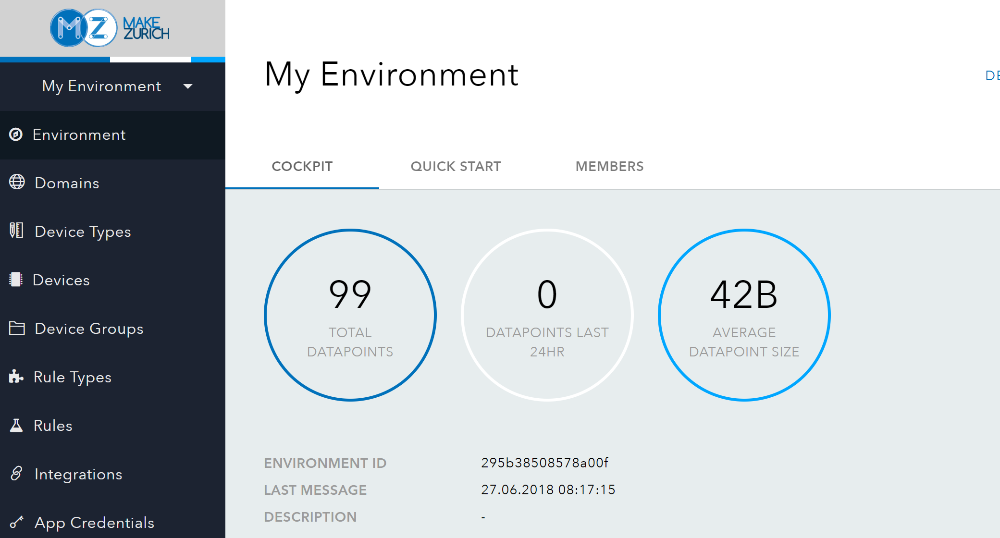 MZ MAKE
ZURICH
My Environment
Environment
Domains
Device Types
Devices
Device Groups
Rule Types
Rules
Integrations
App Credentials
My Environment
DE
COCKPIT QUICK START MEMBERS
99
TOTAL
DATAPOINTS
0
DATAPOINTS LAST
24HR
42B
AVERAGE
DATAPOINT SIZE
ENVIRONMENT ID 295b38508578a00f
LAST MESSAGE 27.06.2018 08:17:15
DESCRIPTION -